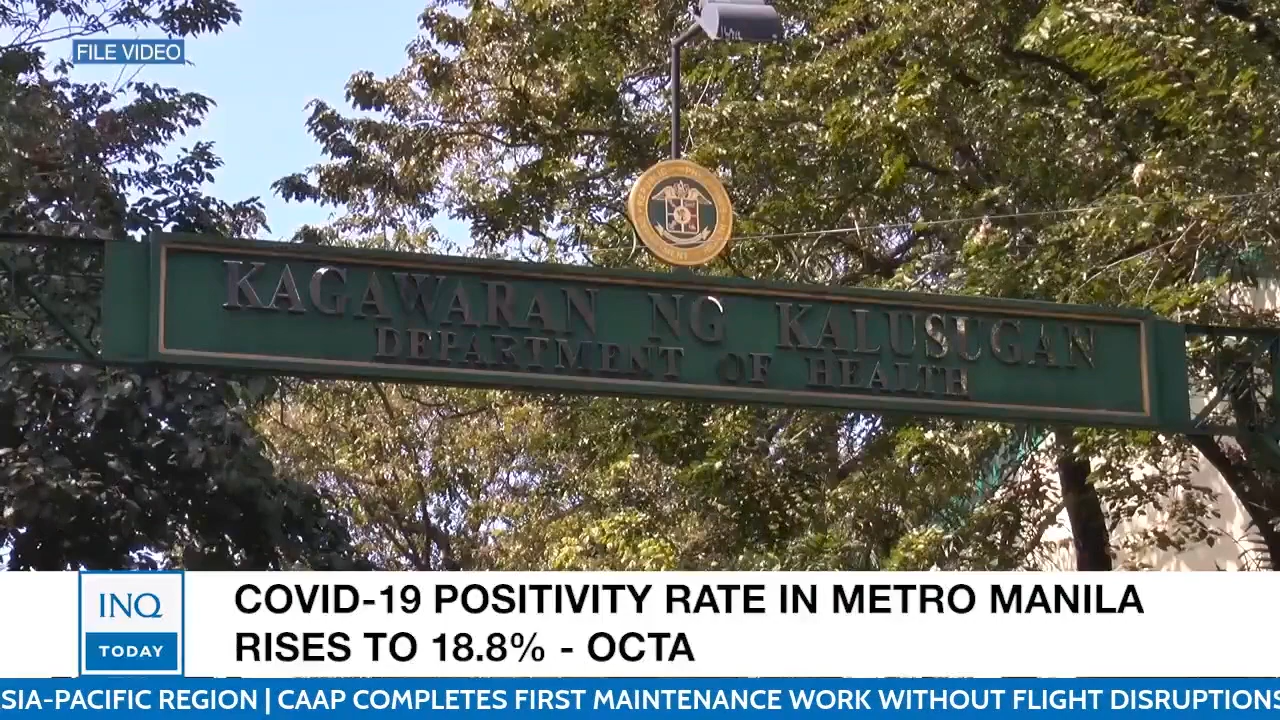 FILE VIDEO
KAGAWARAN NG KALUSUGAN
DEPARTMENT OF HEALTH
INQ
TODAY
COVID-19 POSITIVITY RATE IN METRO MANILA
RISES TO 18.8% - OCTA
SIA-PACIFIC REGION | CAAP COMPLETES FIRST MAINTENANCE WORK WITHOUT FLIGHT DISRUPTIONS